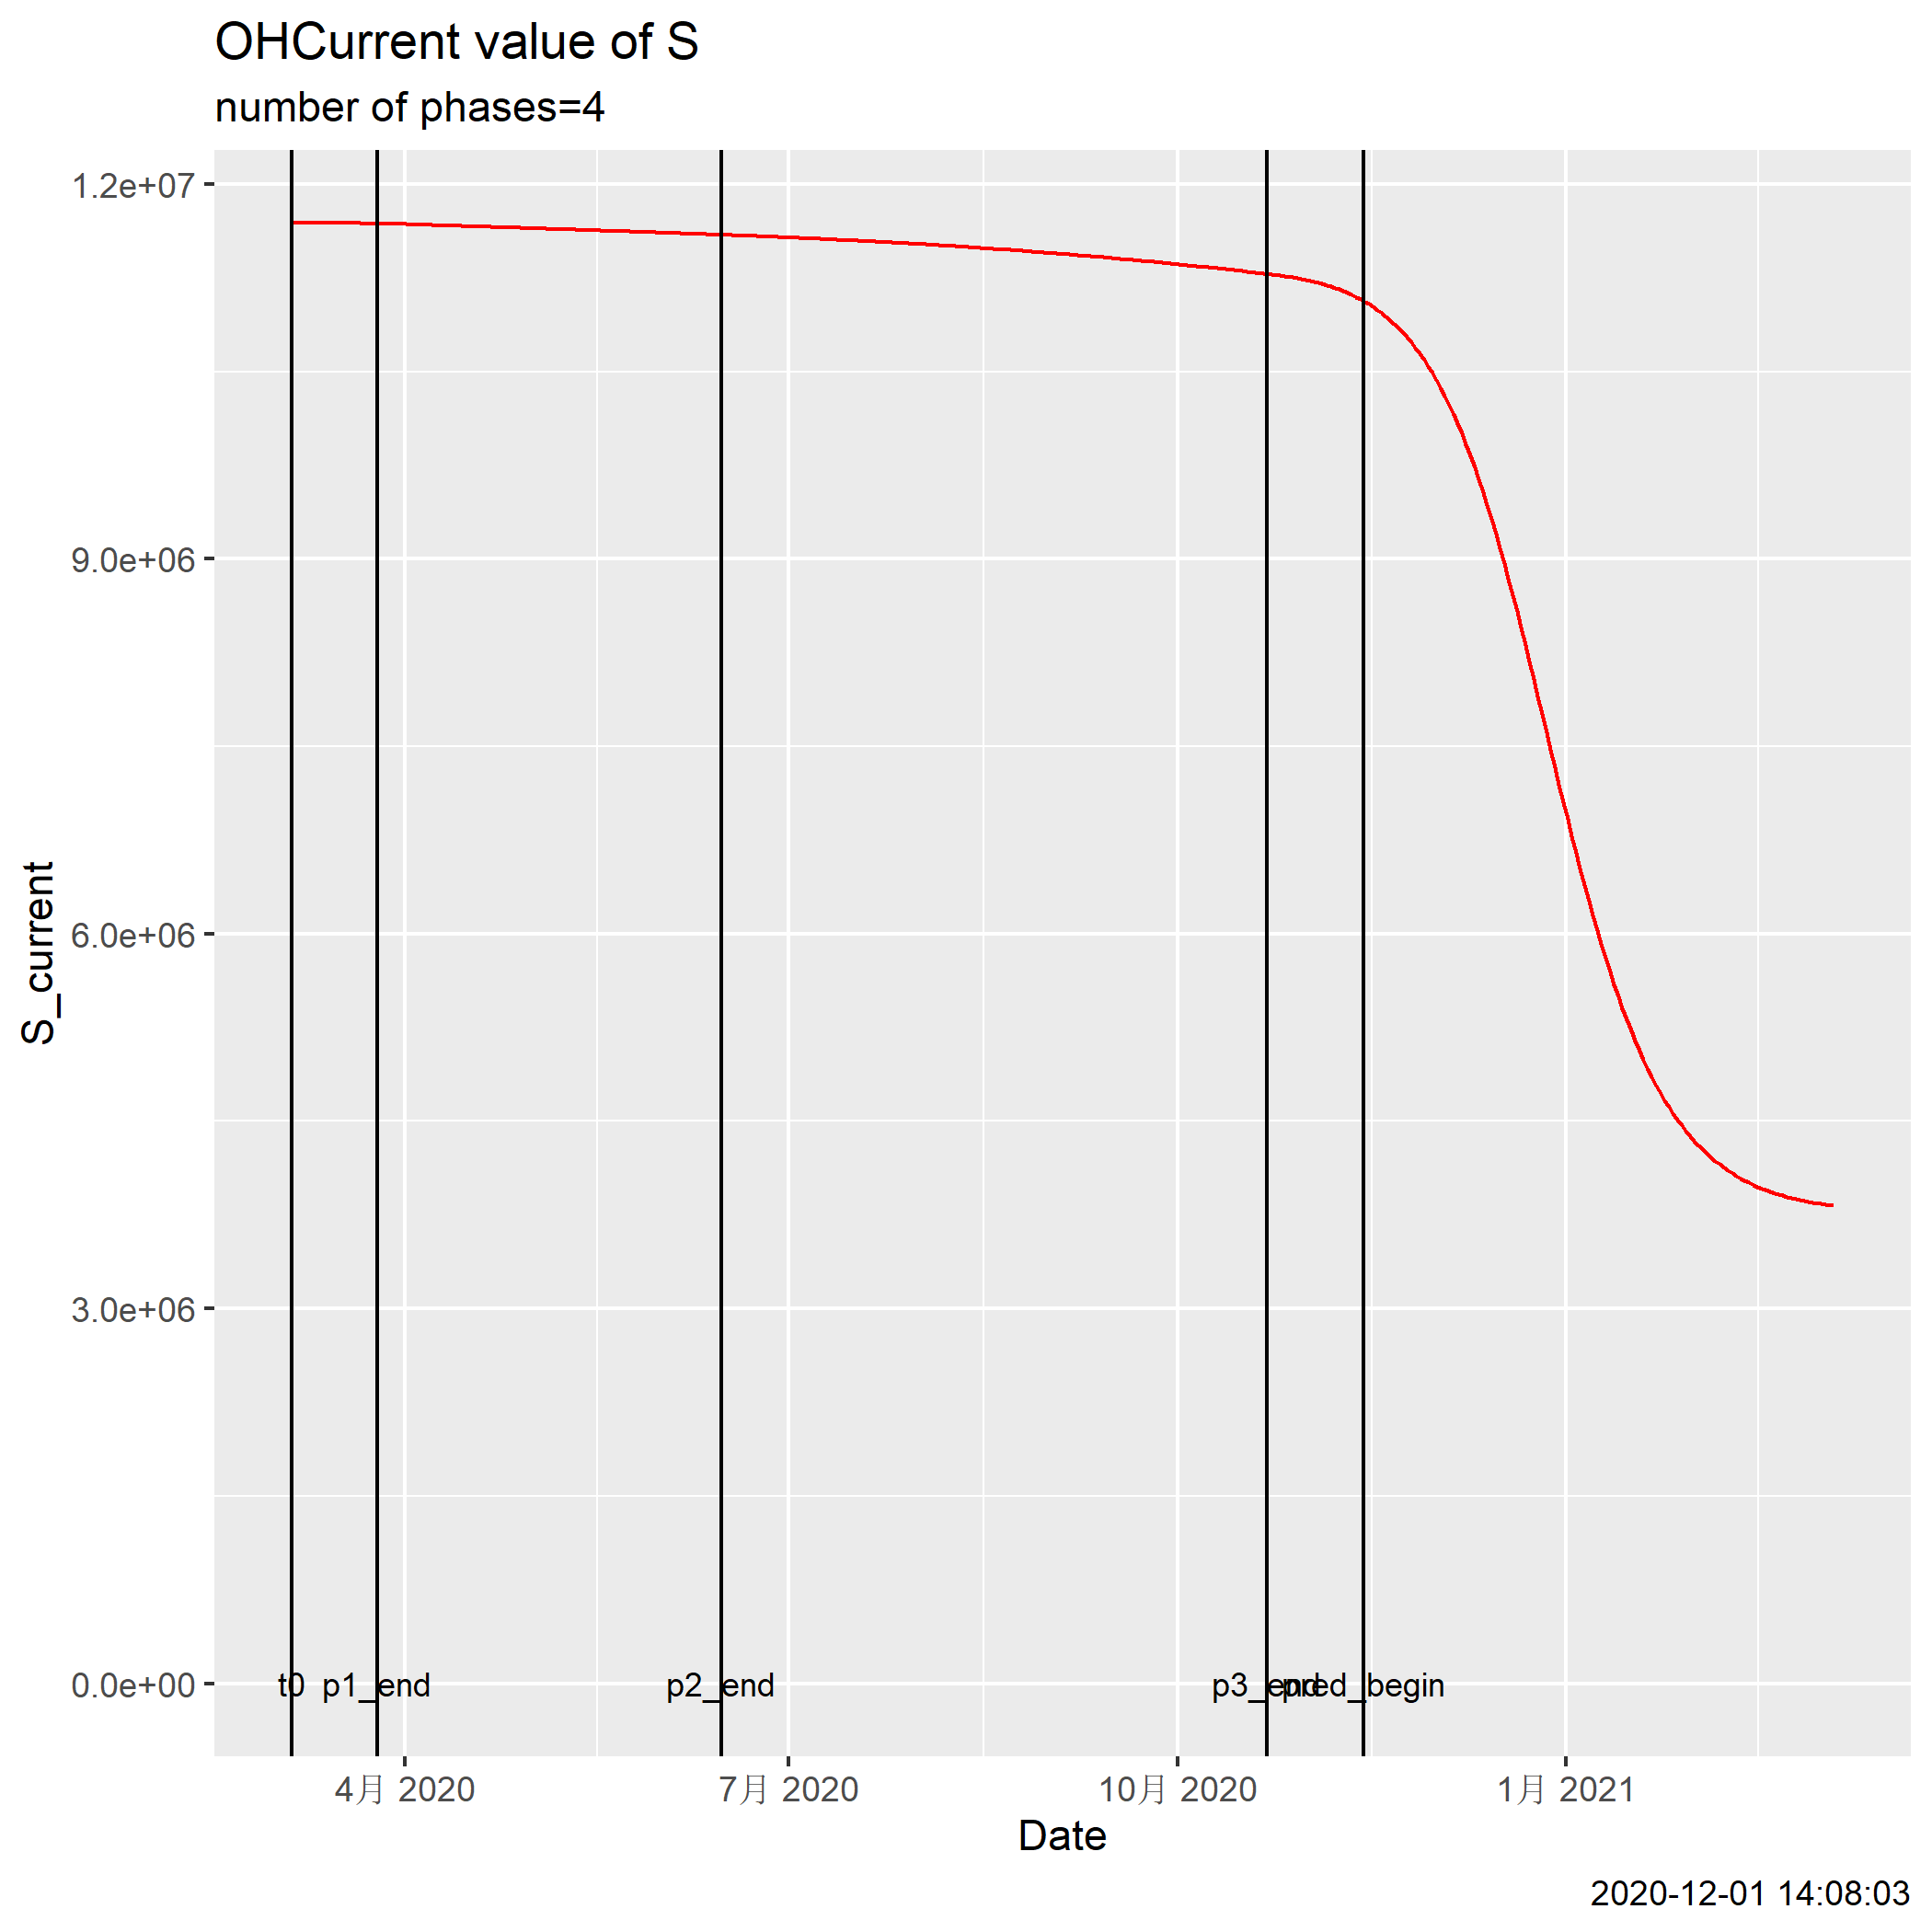 OHCurrent value of S
number of phases=4
1.2e+07
9.0e+06
6.0e+06
3.0e+06
0.0e+00
S_current
t0 p1_end p2_end p3_end pred_begin
4月 2020 7月 2020 10月 2020 1月 2021
Date
2020-12-01 14:08:03